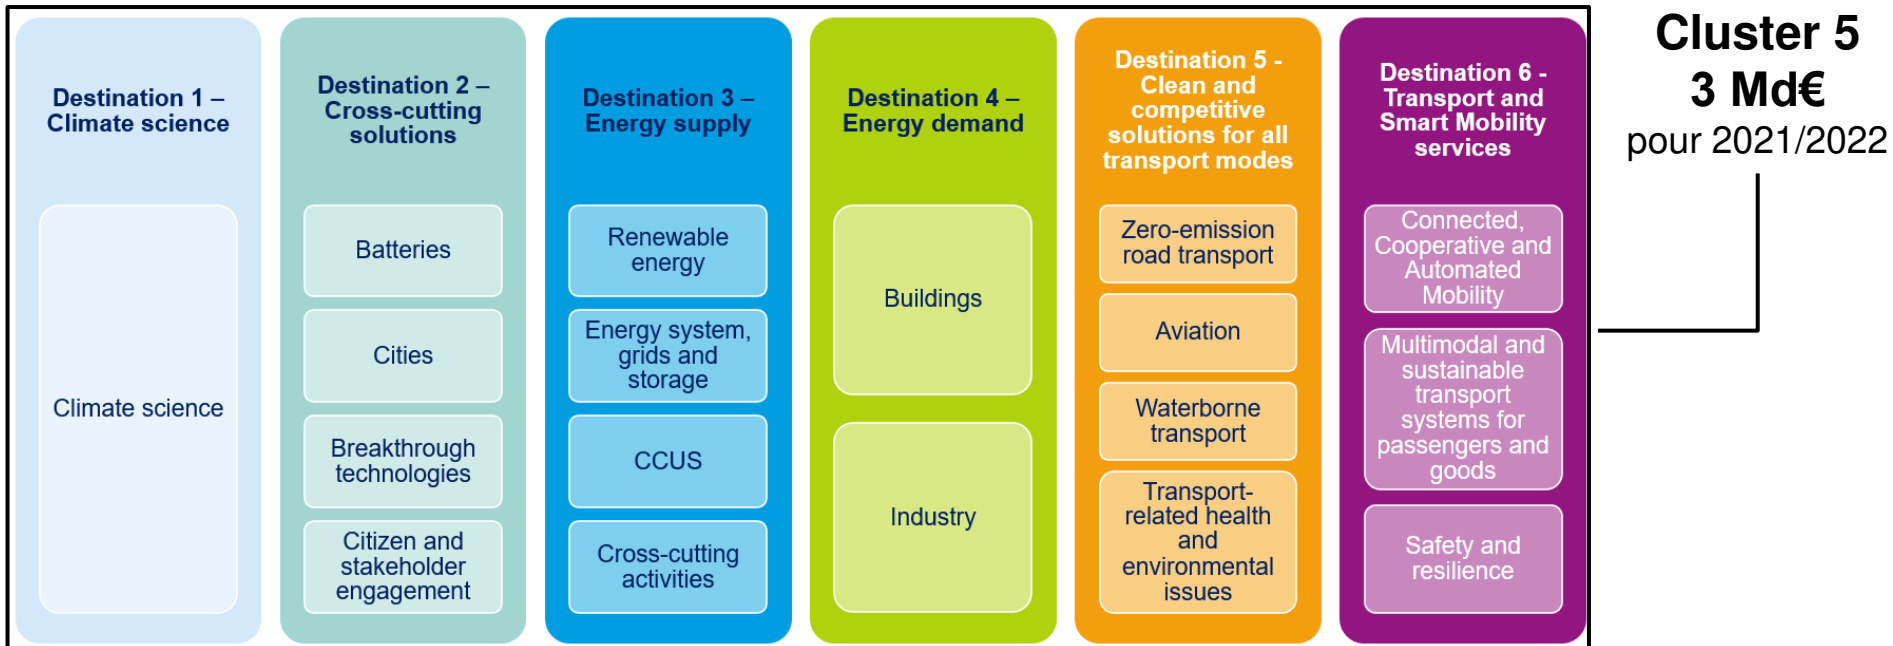 Destination 1 –
Climate science
Climate science
Destination 2 –
Cross-cutting
solutions
Batteries
Cities
Breakthrough
technologies
Citizen and
stakeholder
engagement
Destination 3 –
Energy supply
Renewable
energy
Energy system,
grids and
storage
CCUS
Cross-cutting
activities
Destination 4 –
Energy demand
Buildings
Industry
Destination 5 -
Clean and
competitive
solutions for all
transport modes
Zero-emission
road transport
Aviation
Waterborne
transport
Transport-
related health
and
environmental
issues
Destination 6 -
Transport and
Smart Mobility
services
Connected,
Cooperative and
Automated
Mobility
Multimodal and
sustainable
transport
systems for
passengers and
goods
Safety and
resilience
Cluster 5
3 Md€
pour 2021/2022